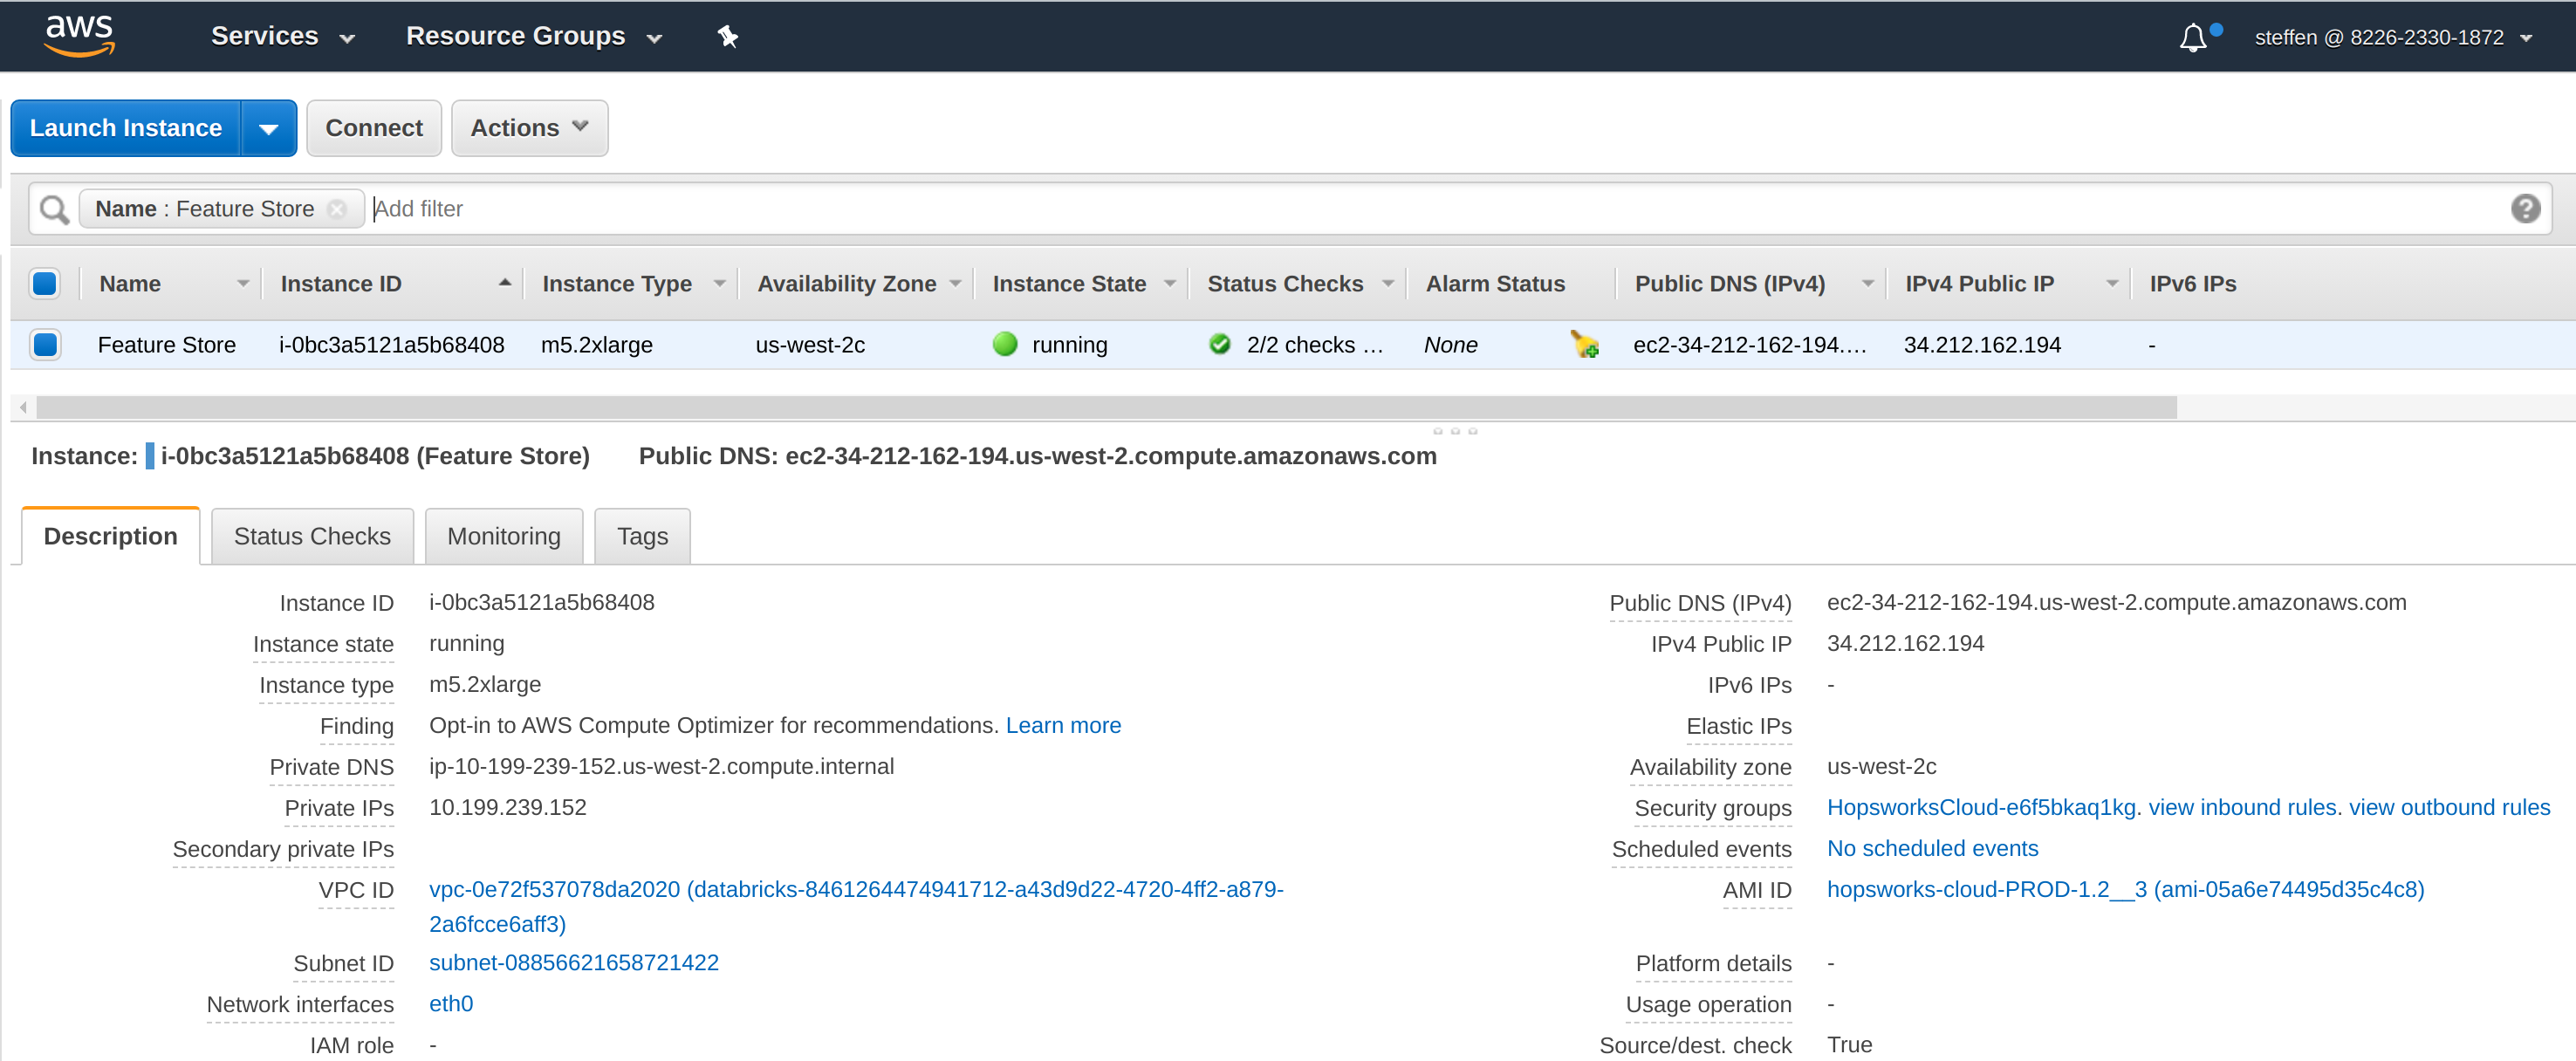 aws Services Resource Groups steffen @ 8226-2330-1872
Launch Instance Connect Actions
Name : Feature Store Add filter ?
Name Instance ID Instance Type Availability Zone Instance State Status Checks Alarm Status Public DNS (IPv4) IPv4 Public IP IPv6 IPs
Feature Store i-0bc3a5121a5b68408 m5.2xlarge us-west-2c running 2/2 checks … None ec2-34-212-162-194.… 34.212.162.194 -
Instance: i-0bc3a5121a5b68408 (Feature Store) Public DNS: ec2-34-212-162-194.us-west-2.compute.amazonaws.com
Description Status Checks Monitoring Tags
Instance ID i-0bc3a5121a5b68408 Public DNS (IPv4) ec2-34-212-162-194.us-west-2.compute.amazonaws.com
Instance state running IPv4 Public IP 34.212.162.194
Instance type m5.2xlarge IPv6 IPs -
Finding Opt-in to AWS Compute Optimizer for recommendations. Learn more Elastic IPs
Private DNS ip-10-199-239-152.us-west-2.compute.internal Availability zone us-west-2c
Private IPs 10.199.239.152 Security groups HopsworksCloud-e6f5bkaq1kg. view inbound rules. view outbound rules
Secondary private IPs Scheduled events No scheduled events
VPC ID vpc-0e72f537078da2020 (databricks-8461264474941712-a43d9d22-4720-4ff2-a879- AMI ID hopsworks-cloud-PROD-1.2__3 (ami-05a6e74495d35c4c8)
2a6fcce6aff3)
Subnet ID subnet-08856621658721422 Platform details -
Network interfaces eth0 Usage operation -
IAM role - Source/dest. check True